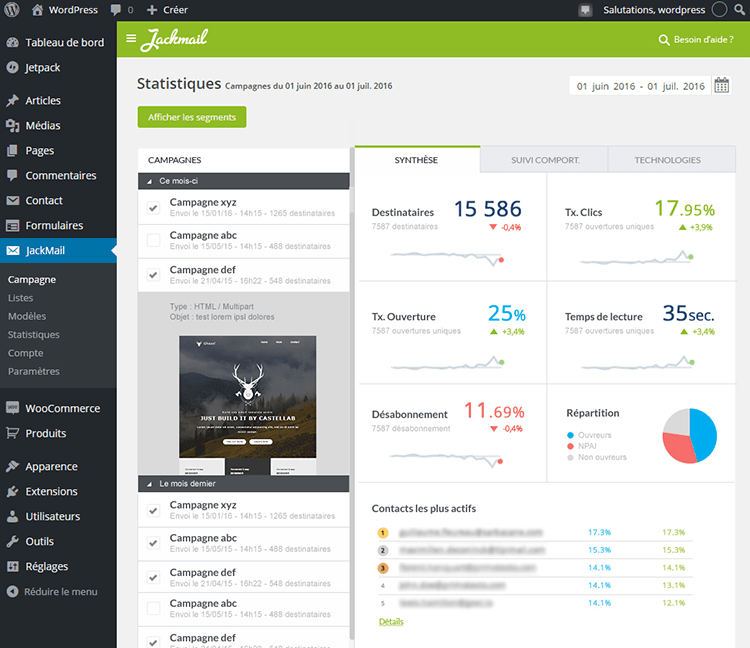 WordPress 0 + Créer Salutations, wordpress
Tableau de bord
Jetpack
Articles
Médias
Pages
Commentaires
Contact
Formulaires
JackMail
Campagne
Listes
Modèles
Statistiques
Compte
Paramètres
WooCommerce
Produits
Apparence
Extensions
Utilisateurs
Outils
Réglages
Réduire le menu
Jackmail Besoin d'aide ?
Statistiques Campagnes du 01 juin 2016 au 01 juil. 2016
01 juin 2016 - 01 juil. 2016
Afficher les segments
CAMPAGNES
Ce mois-ci
Campagne xyz
Envoi le 15/01/16 - 14h15 - 1265 destinataires
Campagne abc
Envoi le 15/05/15 - 14h15 - 488 destinataires
Campagne def
Envoi le 21/04/15 - 16h22 - 548 destinataires
Type : HTML / Multipart
Objet : test lorem ipsl dolores
JUST BUILD IT BY CASTELLAB
Le mois dernier
Campagne xyz
Envoi le 15/01/16 - 14h15 - 1265 destinataires
Campagne abc
Envoi le 15/05/15 - 14h15 - 488 destinataires
Campagne def
Envoi le 21/04/15 - 16h22 - 548 destinataires
Campagne abc
Envoi le 15/05/15 - 14h15 - 488 destinataires
Campagne def
Envoi le 21/04/15 - 16h22 - 548 destinataires
SYNTHÈSE SUIVI COMPORT. TECHNOLOGIES
Destinataires 15 586
7587 destinataires -0,4%
Tx. Clics 17.95%
7587 ouvertures uniques +3,9%
Tx. Ouverture 25%
7587 ouvertures uniques +3,4%
Temps de lecture 35sec.
7587 ouvertures uniques +3,4%
Désabonnement 11.69%
7587 désabonnement -0,4%
Répartition
Ouvreurs
NPAI
Non ouvreurs
Contacts les plus actifs
1 17.3% 17.3%
2 15.3% 15.3%
3 14.1% 14.1%
4 14.1% 13.1%
5 14.1% 12.1%
Détails